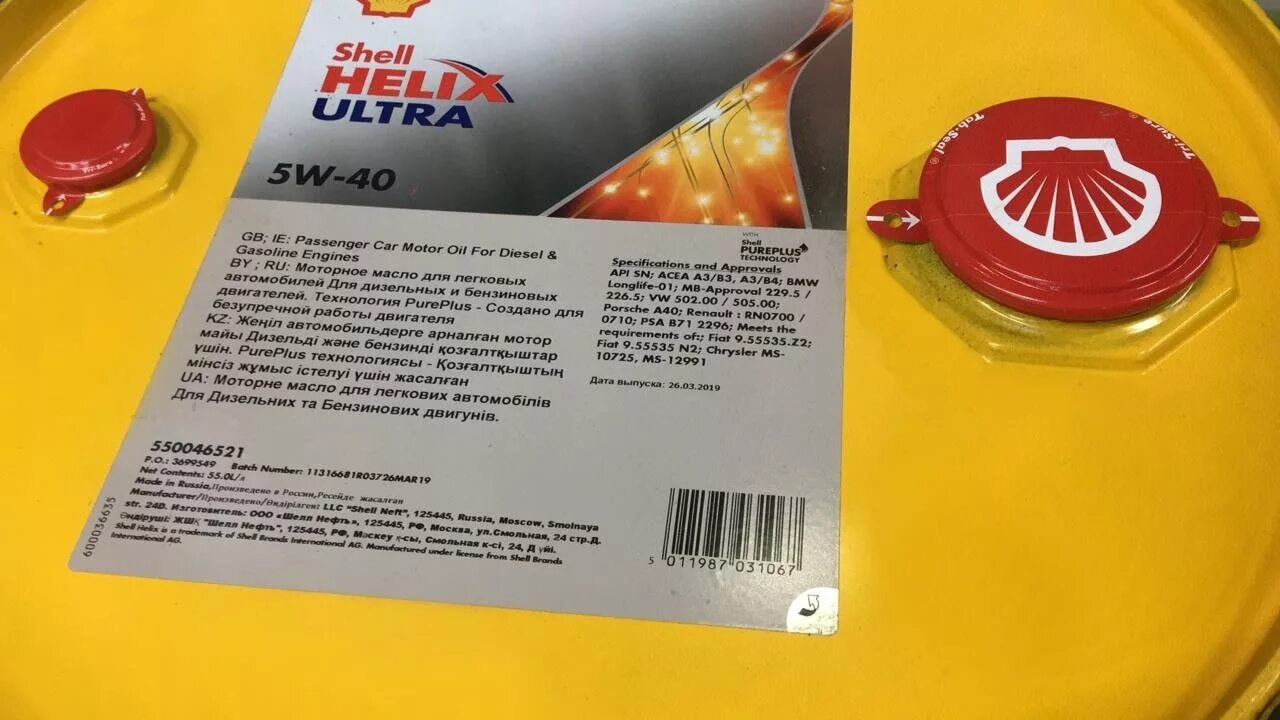 Shell
HELIX
ULTRA
5W-40
GB; IE: Passenger Car Motor Oil For Diesel &
Gasoline Engines
BY ; RU: Моторное масло для легковых
автомобилей Для дизельных и бензиновых
двигателей. Технология PurePlus - Создано для
безупречной работы двигателя
KZ: Жеңіл автомобильдерге арналған мотор
майы Дизельді және бензинді қозғалтқыштар
үшін. PurePlus технологиясы - Қозғалтқыштың
мінсіз жұмыс істелуі үшін жасалған
UA: Моторне масло для легкових автомобілів
Для Дизельних та Бензинових двигунів.
WITH
Shell
PUREPLUS
TECHNOLOGY
Specifications and Approvals
API SN; ACEA A3/B3, A3/B4; BMW
Longlife-01; MB-Approval 229.5 /
226.5; VW 502.00 / 505.00;
Porsche A40; Renault : RN0700 /
0710; PSA B71 2296; Meets the
requirements of:; Fiat 9.55535.Z2;
Fiat 9.55535 N2; Chrysler MS-
10725, MS-12991
Дата выпуска: 26.03.2019
550046521
P.O.: 3699549 Batch Number: 11316681R03726MAR19
Net Contents: 55.0L/л
Made in Russia,Произведено в России,Ресейде жасалған
Manufacturer/Произведено/Өндірілген: LLC "Shell Neft", 125445, Russia, Moscow, Smolnaya
str. 24D. Изготовитель: ООО «Шелл Нефть», 125445, РФ, Москва, ул.Смольная, 24 стр.Д.
Өндіруші: ЖШҚ "Шелл Нефть", 125445, РФ, Мәскеу қ-сы, Смольная к-сі, 24, Д үйі.
Shell Helix is a trademark of Shell Brands International AG. Manufactured under license from Shell Brands
International AG.
600036635
5 011987 031067
Tri-Sure
Tab-Seal®
Tri-Sure®